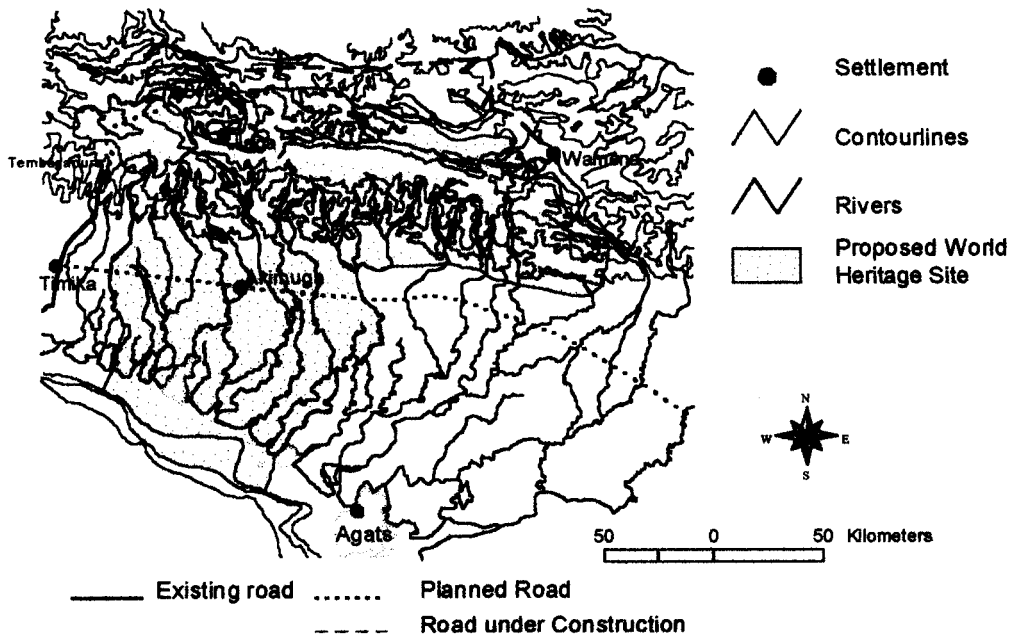 Settlement
Contourlines
Wamena
Rivers
Proposed World
Heritage Site
Timika
Akimuga
N
W E
S
Agats
50 0 50 Kilometers
Existing road
Planned Road
Road under Construction